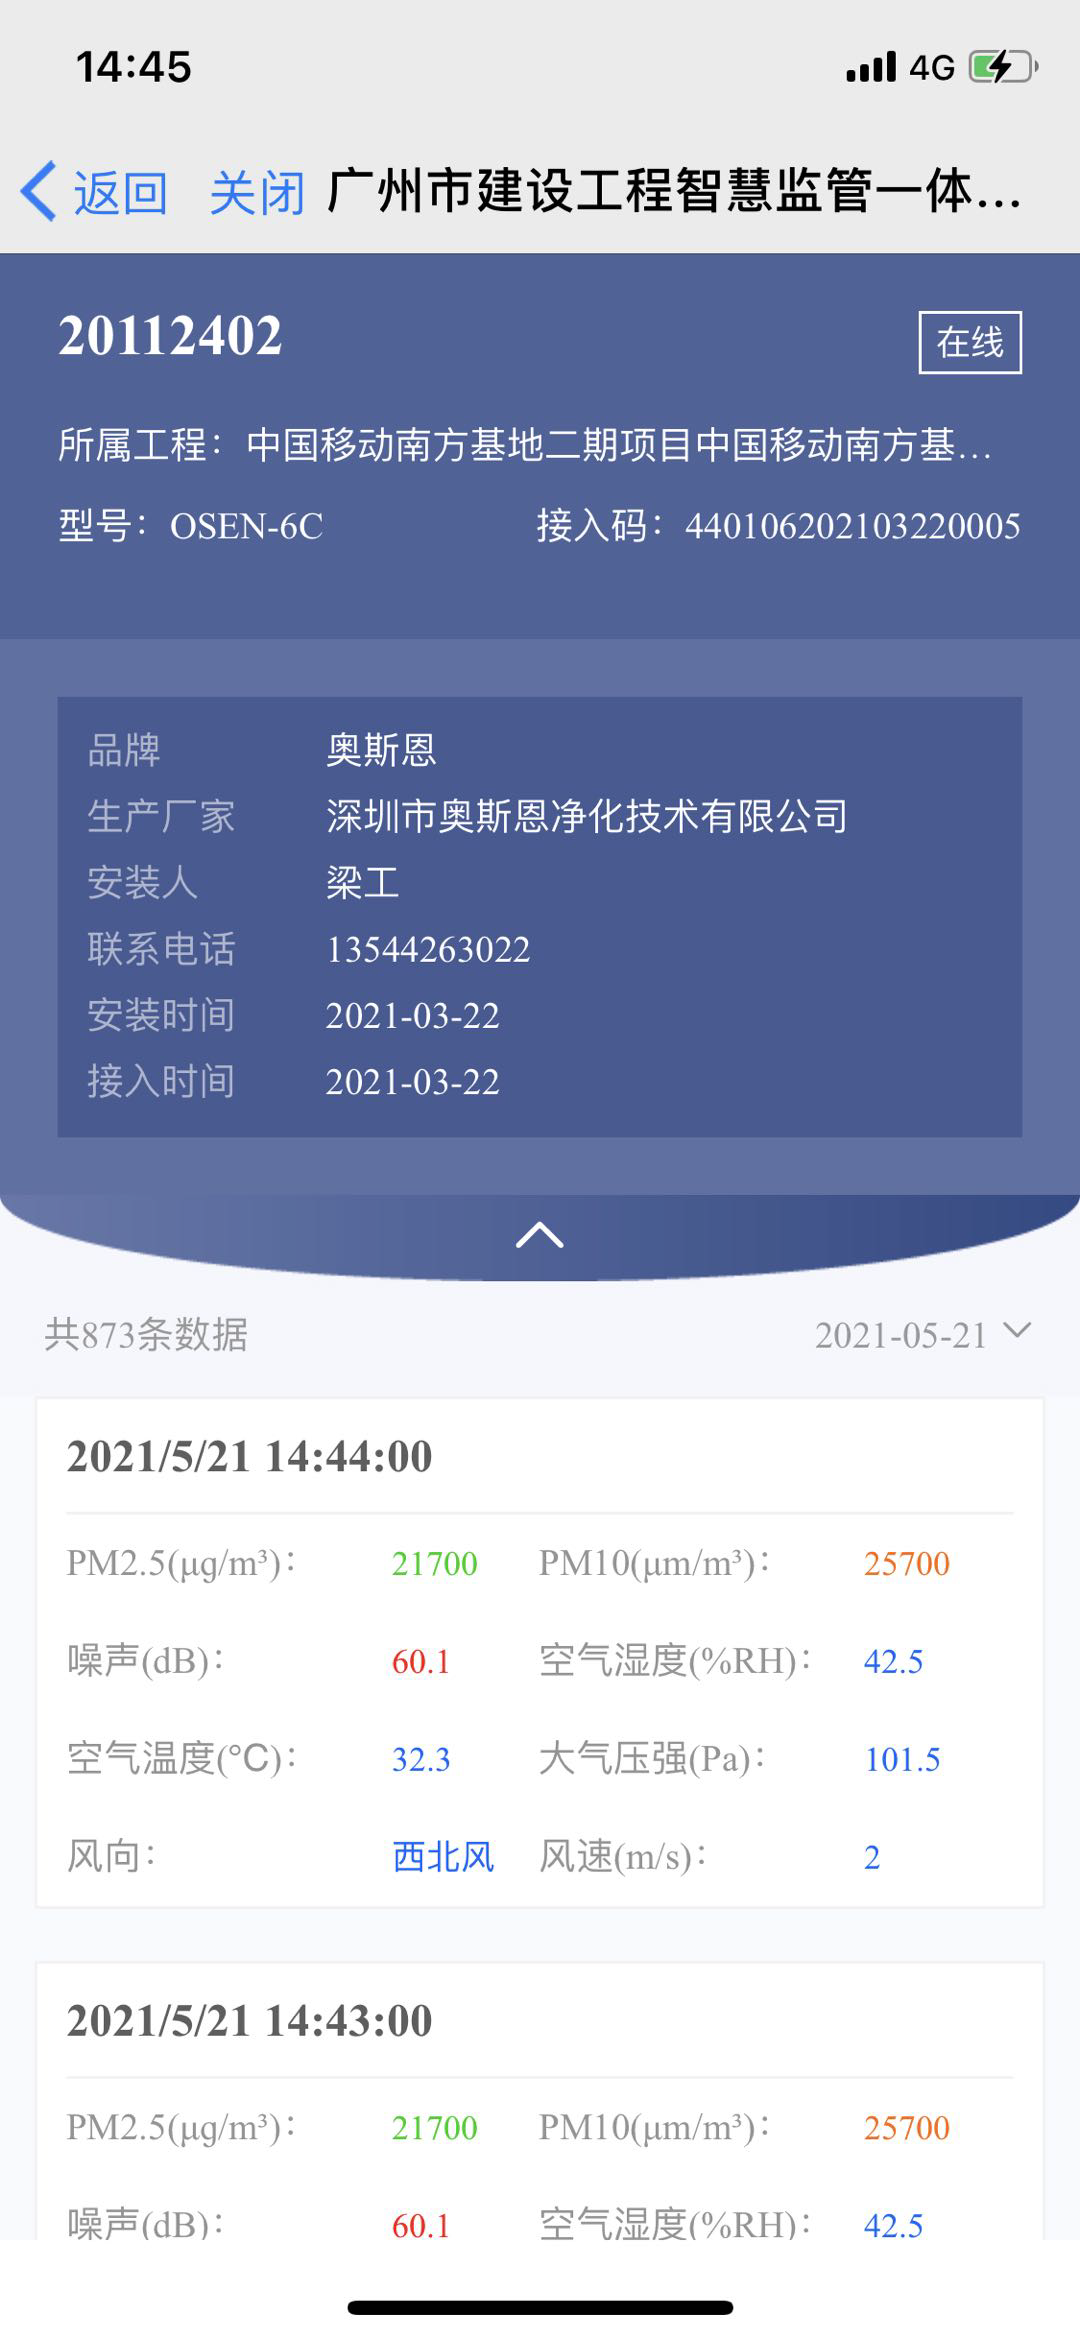 14:45 4G
返回 关闭 广州市建设工程智慧监管一体...
20112402 在线
所属工程：中国移动南方基地二期项目中国移动南方基...
型号：OSEN-6C 接入码：440106202103220005
品牌 奥斯恩
生产厂家 深圳市奥斯恩净化技术有限公司
安装人 梁工
联系电话 13544263022
安装时间 2021-03-22
接入时间 2021-03-22
共873条数据 2021-05-21
2021/5/21 14:44:00
PM2.5(μg/m³)： 21700 PM10(μm/m³)： 25700
噪声(dB)： 60.1 空气湿度(%RH)： 42.5
空气温度(℃)： 32.3 大气压强(Pa)： 101.5
风向： 西北风 风速(m/s)： 2
2021/5/21 14:43:00
PM2.5(μg/m³)： 21700 PM10(μm/m³)： 25700
噪声(dB)： 60.1 空气湿度(%RH)： 42.5